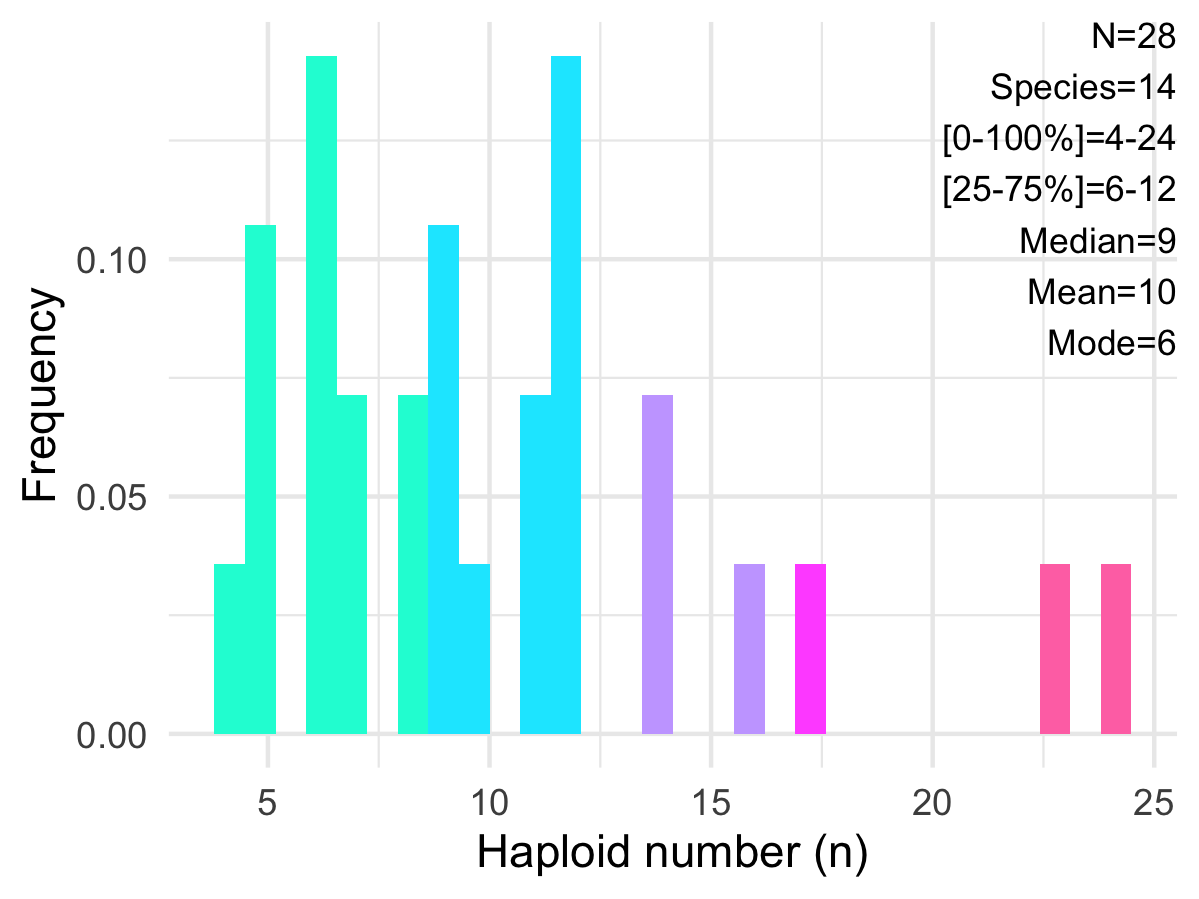 N=28
Species=14
[0-100%]=4-24
[25-75%]=6-12
Median=9
Mean=10
Mode=6
Frequency
0.10
0.05
0.00
5 10 15 20 25
Haploid number (n)